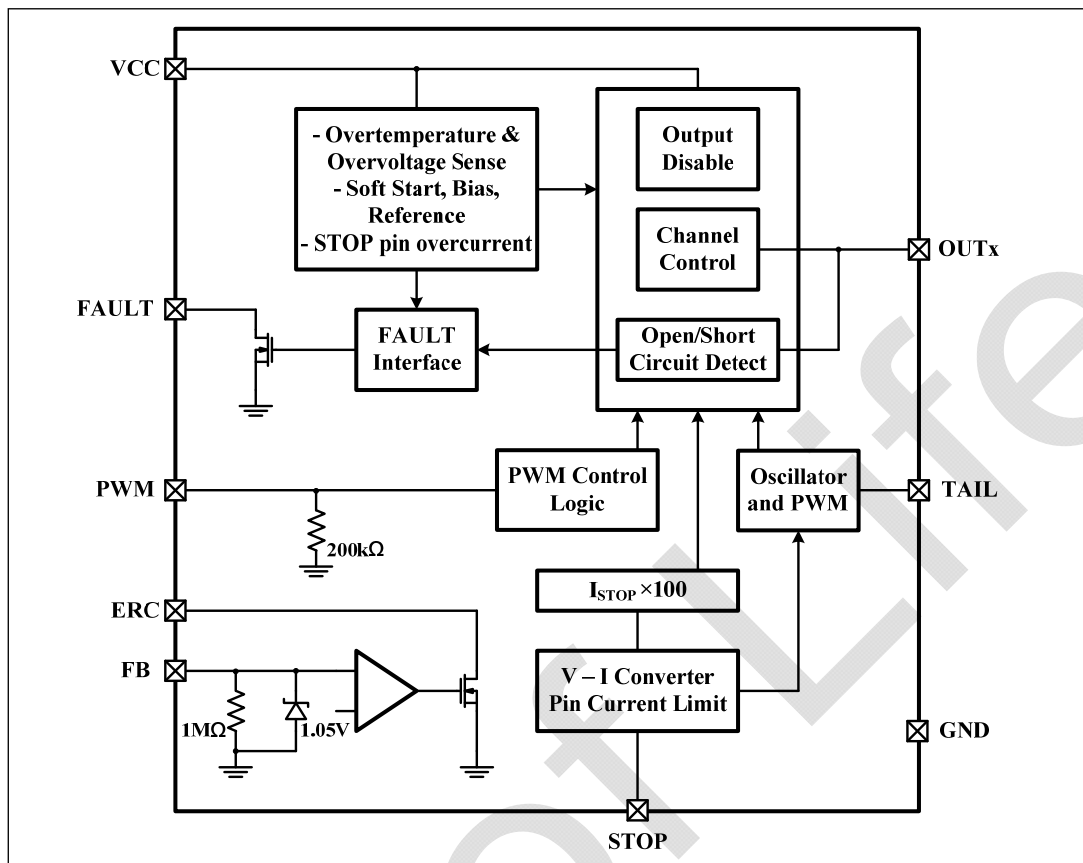 VCC
- Overtemperature &
Overvoltage Sense
- Soft Start, Bias,
Reference
- STOP pin overcurrent
Output
Disable
Channel
Control
OUTx
FAULT
FAULT
Interface
Open/Short
Circuit Detect
PWM
200kΩ
PWM Control
Logic
Oscillator
and PWM
TAIL
ERC
ISTOP ×100
FB
1MΩ
1.05V
V – I Converter
Pin Current Limit
GND
STOP
of Life